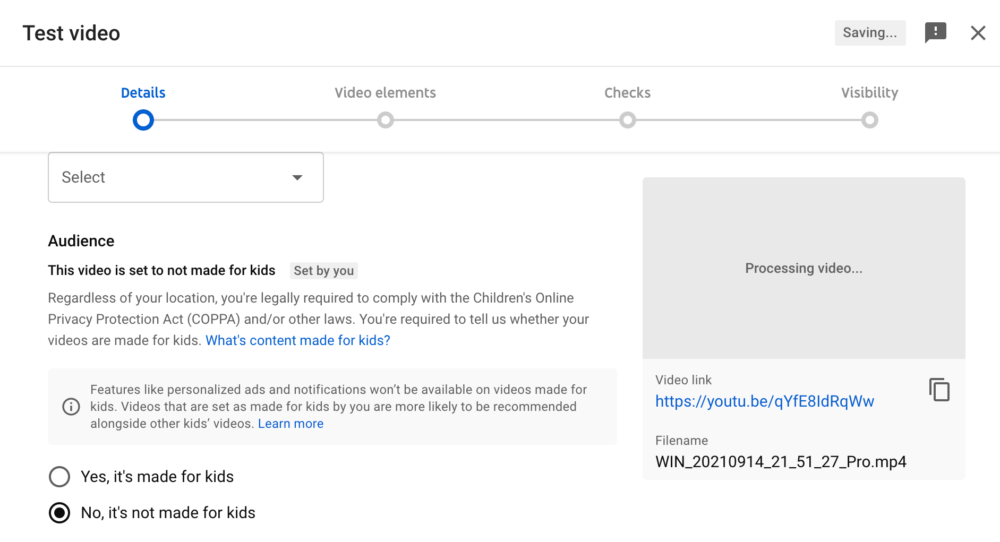 Test video
Saving...
Details
Video elements
Checks
Visibility
Select
Audience
This video is set to not made for kids
Set by you
Regardless of your location, you're legally required to comply with the Children's Online
Privacy Protection Act (COPPA) and/or other laws. You're required to tell us whether your
videos are made for kids. What's content made for kids?
Features like personalized ads and notifications won’t be available on videos made for
kids. Videos that are set as made for kids by you are more likely to be recommended
alongside other kids’ videos. Learn more
Yes, it's made for kids
No, it's not made for kids
Processing video...
Video link
https://youtu.be/qYfE8IdRqWw
Filename
WIN_20210914_21_51_27_Pro.mp4